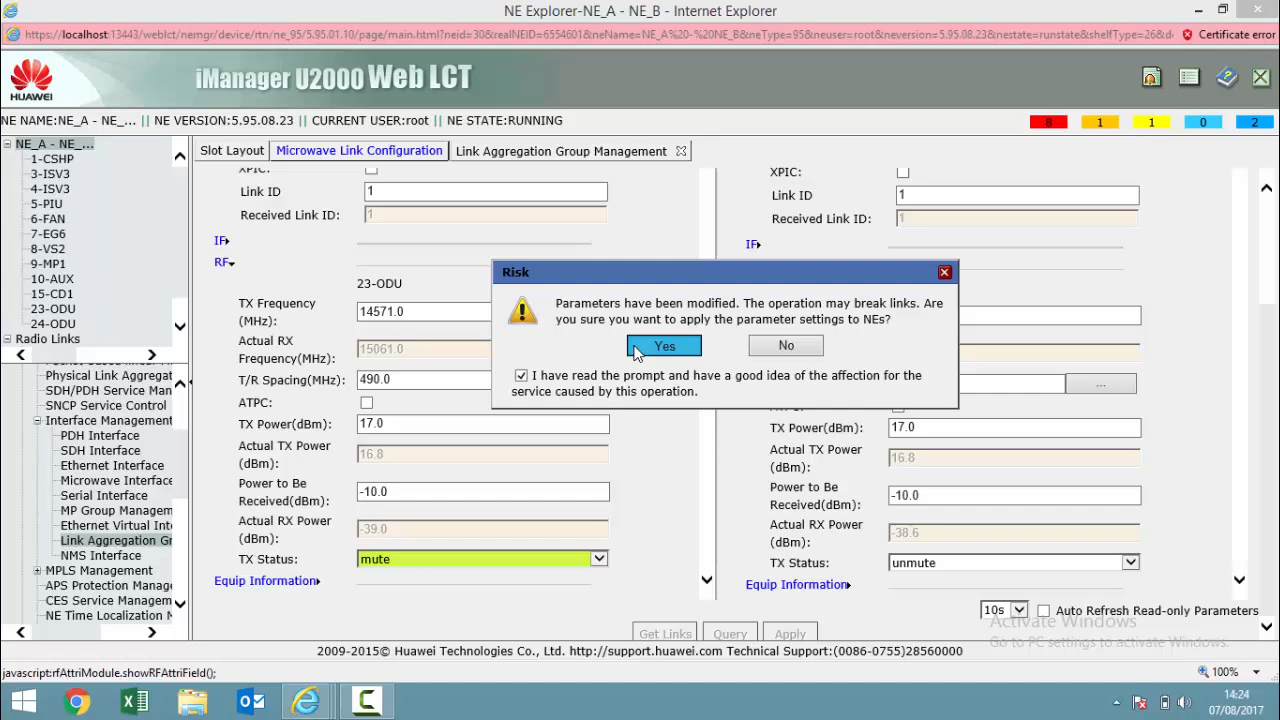 NE Explorer-NE_A - NE_B - Internet Explorer
https://localhost:13443/weblct/nemgr/device/rtn/ne_95/5.95.01.10/page/main.html?neid=30&realNEID=6554601&neName=NE_A%20-%20NE_B&neType=95&neuser=root&neversion=5.95.08.23&nestate=runstate&shelfType=26&d
Certificate error
HUAWEI
iManager U2000 Web LCT
NE NAME:NE_A - NE_... || NE VERSION:5.95.08.23 || CURRENT USER:root || NE STATE:RUNNING
8 1 1 0 2
NE_A - NE_...
1-CSHP
3-ISV3
4-ISV3
5-PIU
6-FAN
7-EG6
8-VS2
9-MP1
10-AUX
15-CD1
23-ODU
24-ODU
Radio Links
Physical Link Aggregat
SDH/PDH Service Mana
SNCP Service Control
Interface Management
PDH Interface
SDH Interface
Ethernet Interface
Microwave Interface
Serial Interface
MP Group Managem
Ethernet Virtual Int
Link Aggregation Gr
NMS Interface
MPLS Management
APS Protection Manage
CES Service Managem
NE Time Localization M
Slot Layout
Microwave Link Configuration
Link Aggregation Group Management
XPIC:
Link ID
1
Received Link ID:
1
IF
RF
23-ODU
TX Frequency
(MHz):
14571.0
Actual RX
Frequency(MHz):
15061.0
T/R Spacing(MHz):
490.0
ATPC:
TX Power(dBm):
17.0
Actual TX Power
(dBm):
16.8
Power to Be
Received(dBm):
-10.0
Actual RX Power
(dBm):
-39.0
TX Status:
mute
Equip Information
XPIC:
Link ID
1
Received Link ID:
1
IF
...
TX Power(dBm):
17.0
Actual TX Power
(dBm):
16.8
Power to Be
Received(dBm):
-10.0
Actual RX Power
(dBm):
-38.6
TX Status:
unmute
Equip Information
Risk
Parameters have been modified. The operation may break links. Are
you sure you want to apply the parameter settings to NEs?
Yes
No
I have read the prompt and have a good idea of the affection for the
service caused by this operation.
10s
Auto Refresh Read-only Parameters
Get Links
Query
Apply
Activate Windows
Go to PC settings to activate Windows.
2009-2015© Huawei Technologies Co., Ltd. http://support.huawei.com Technical Support:(0086-0755)28560000
javascript:rfAttriModule.showRFAttriField();
100%
14:24
07/08/2017